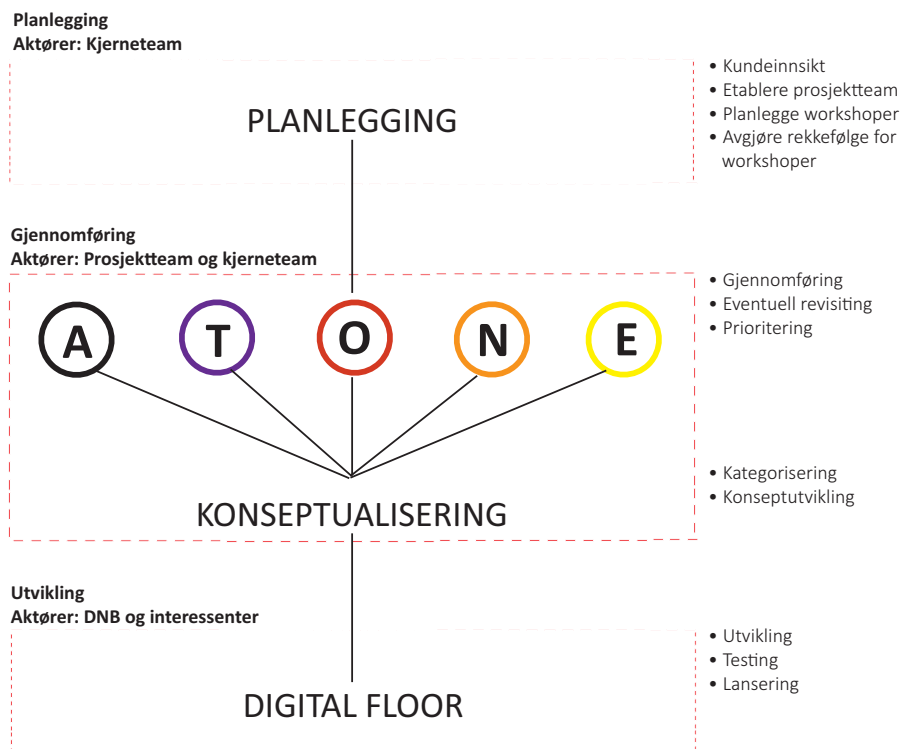 Planlegging
Aktører: Kjerneteam
PLANLEGGING
• Kundeinnsikt
• Etablere prosjektteam
• Planlegge workshoper
• Avgjøre rekkefølge for
workshoper
Gjennomføring
Aktører: Prosjektteam og kjerneteam
A T O N E
• Gjennomføring
• Eventuell revisiting
• Prioritering
KONSEPTUALISERING
• Kategorisering
• Konseptutvikling
Utvikling
Aktører: DNB og interessenter
DIGITAL FLOOR
• Utvikling
• Testing
• Lansering